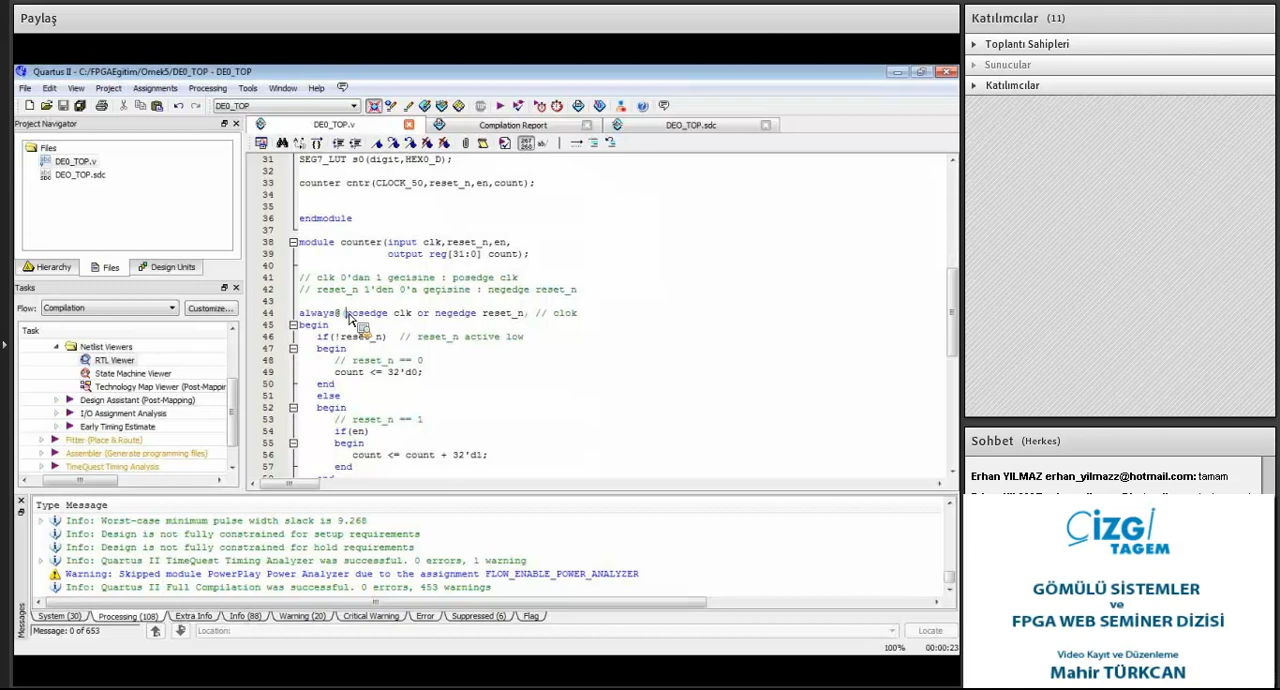 Paylaş
Quartus II - C:/FPGAEgitim/Ornek5/DE0_TOP - DE0_TOP
File Edit View Project Assignments Processing Tools Window Help
DE0_TOP
Project Navigator
Files
DE0_TOP.v
DEO_TOP.sdc
Hierarchy Files Design Units
Tasks
Flow: Compilation Customize...
Task
Netlist Viewers
RTL Viewer
State Machine Viewer
Technology Map Viewer (Post-Mappin
Design Assistant (Post-Mapping)
I/O Assignment Analysis
Early Timing Estimate
Fitter (Place & Route)
Assembler (Generate programming files)
TimeQuest Timing Analysis
DE0_TOP.v Compilation Report DEO_TOP.sdc
31 SEG7_LUT s0(digit,HEX0_D);
32
33 counter cntr(CLOCK_50,reset_n,en,count);
34
35
36 endmodule
37
38 module counter(input clk,reset_n,en,
39 output reg[31:0] count);
40
41 // clk 0'dan 1 gecisine : posedge clk
42 // reset_n 1'den 0'a geçisine : negedge reset_n
43
44 always@(posedge clk or negedge reset_n) // clok
45 begin
46 if(!reset_n) // reset_n active low
47 begin
48 // reset_n == 0
49 count <= 32'd0;
50 end
51 else
52 begin
53 // reset_n == 1
54 if(en)
55 begin
56 count <= count + 32'd1;
57 end
Type Message
Info: Worst-case minimum pulse width slack is 9.268
Info: Design is not fully constrained for setup requirements
Info: Design is not fully constrained for hold requirements
Info: Quartus II TimeQuest Timing Analyzer was successful. 0 errors, 1 warning
Warning: Skipped module PowerPlay Power Analyzer due to the assignment FLOW_ENABLE_POWER_ANALYZER
Info: Quartus II Full Compilation was successful. 0 errors, 453 warnings
System (30) Processing (108) Extra Info Info (88) Warning (20) Critical Warning Error Suppressed (6) Flag
Message: 0 of 653 Location: Locate
Messages
100% 00:00:23
Katılımcılar (11)
Toplantı Sahipleri
Sunucular
Katılımcılar
Sohbet (Herkes)
Erhan YILMAZ erhan_yilmazz@hotmail.com: tamam
ÇİZGİ
TAGEM
GÖMÜLÜ SİSTEMLER
ve
FPGA WEB SEMİNER DİZİSİ
Video Kayıt ve Düzenleme
Mahir TÜRKCAN